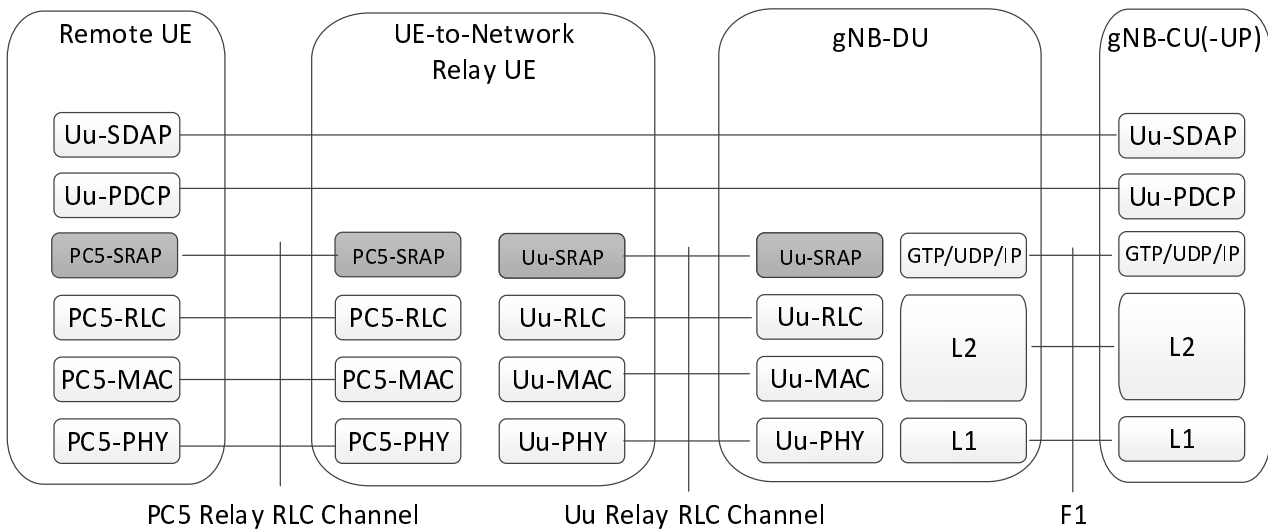 Remote UE
UE-to-Network
Relay UE
gNB-DU
gNB-CU(-UP)
Uu-SDAP
Uu-SDAP
Uu-PDCP
Uu-PDCP
PC5-SRAP
PC5-SRAP
Uu-SRAP
Uu-SRAP
GTP/UDP/IP
GTP/UDP/IP
PC5-RLC
PC5-RLC
Uu-RLC
Uu-RLC
L2
L2
PC5-MAC
PC5-MAC
Uu-MAC
Uu-MAC
PC5-PHY
PC5-PHY
Uu-PHY
Uu-PHY
L1
L1
PC5 Relay RLC Channel
Uu Relay RLC Channel
F1